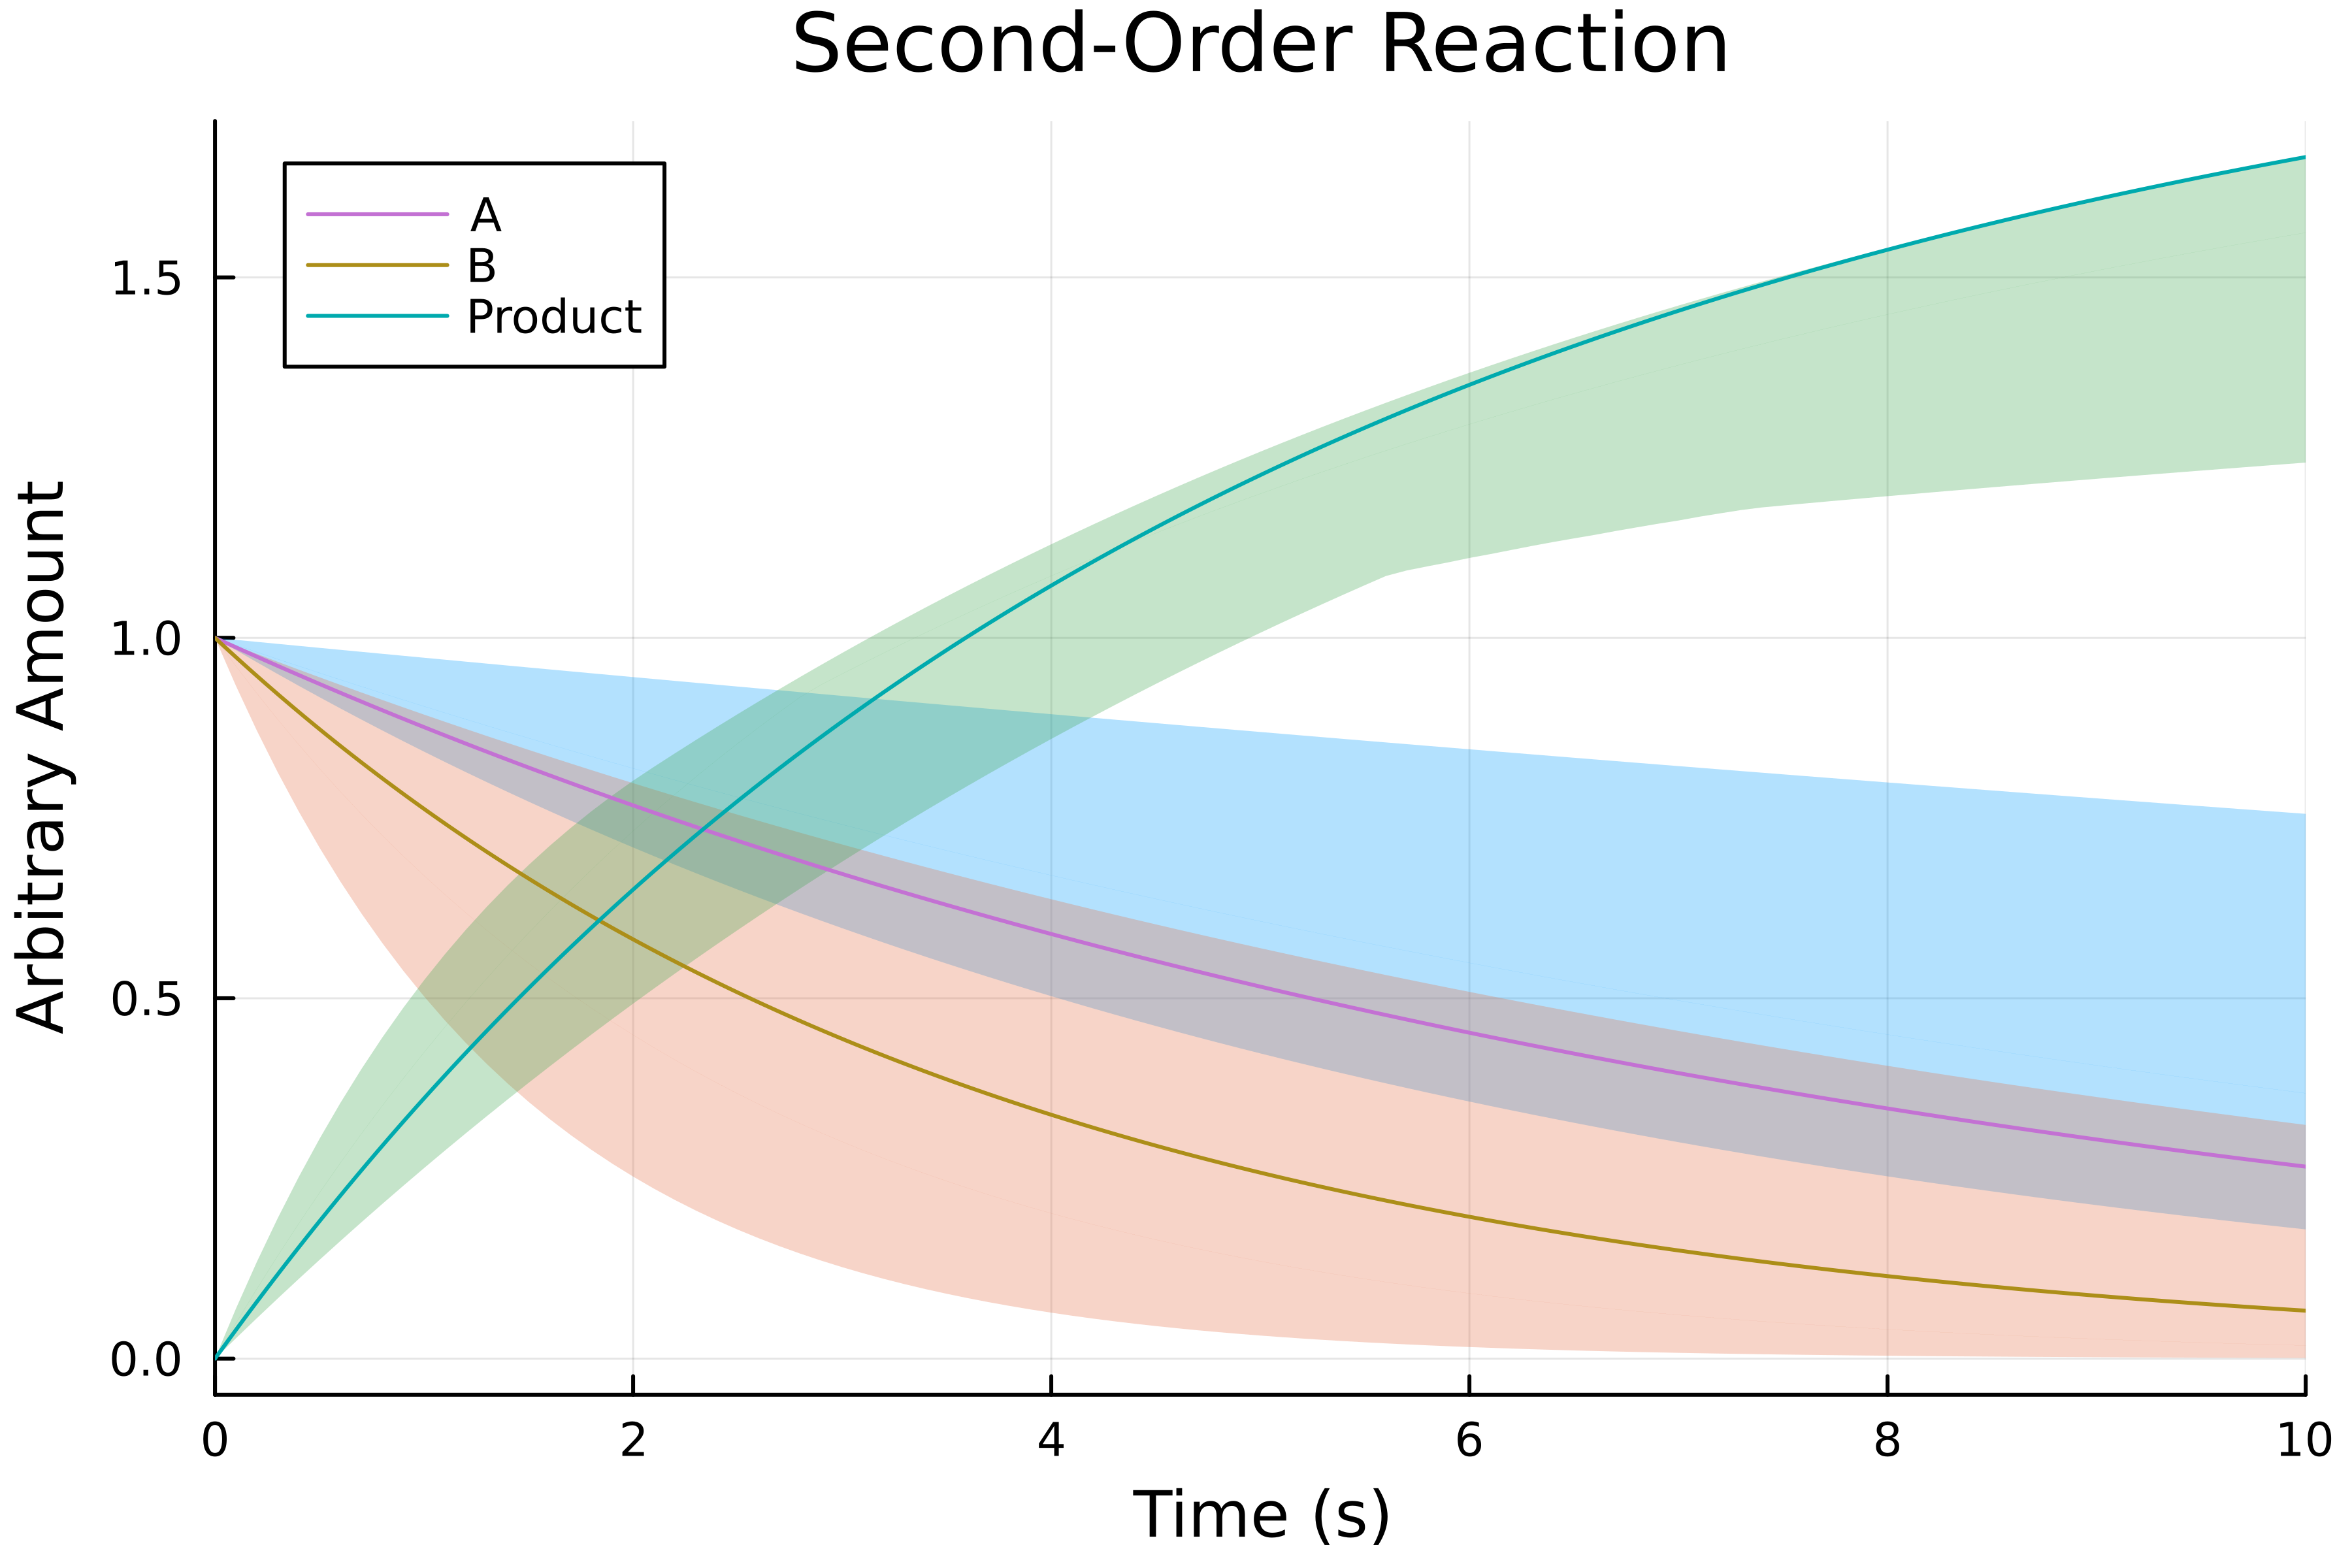 Second-Order Reaction
A
B
Product
Arbitrary Amount
1.5
1.0
0.5
0.0
0 2 4 6 8 10
Time (s)